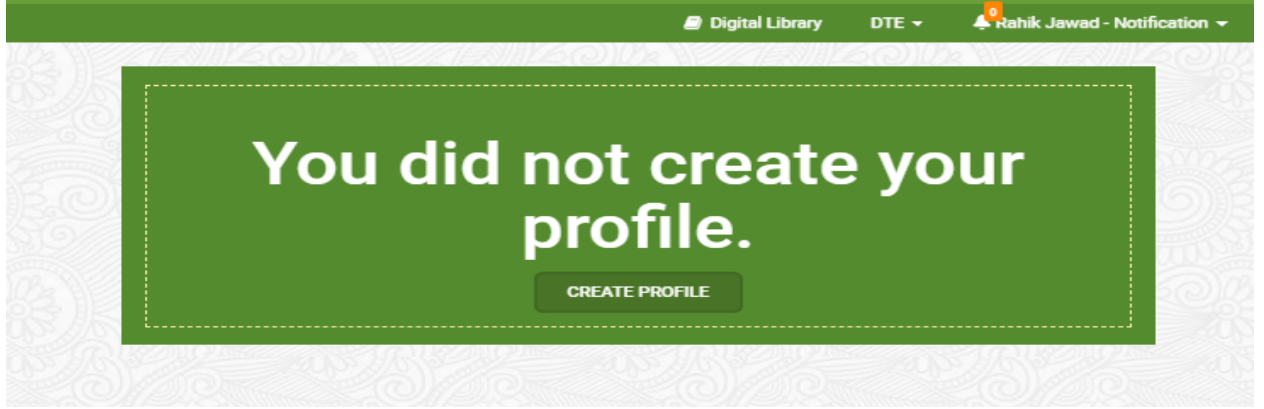 Digital Library DTE Rahik Jawad - Notification
0
You did not create your
profile.
CREATE PROFILE